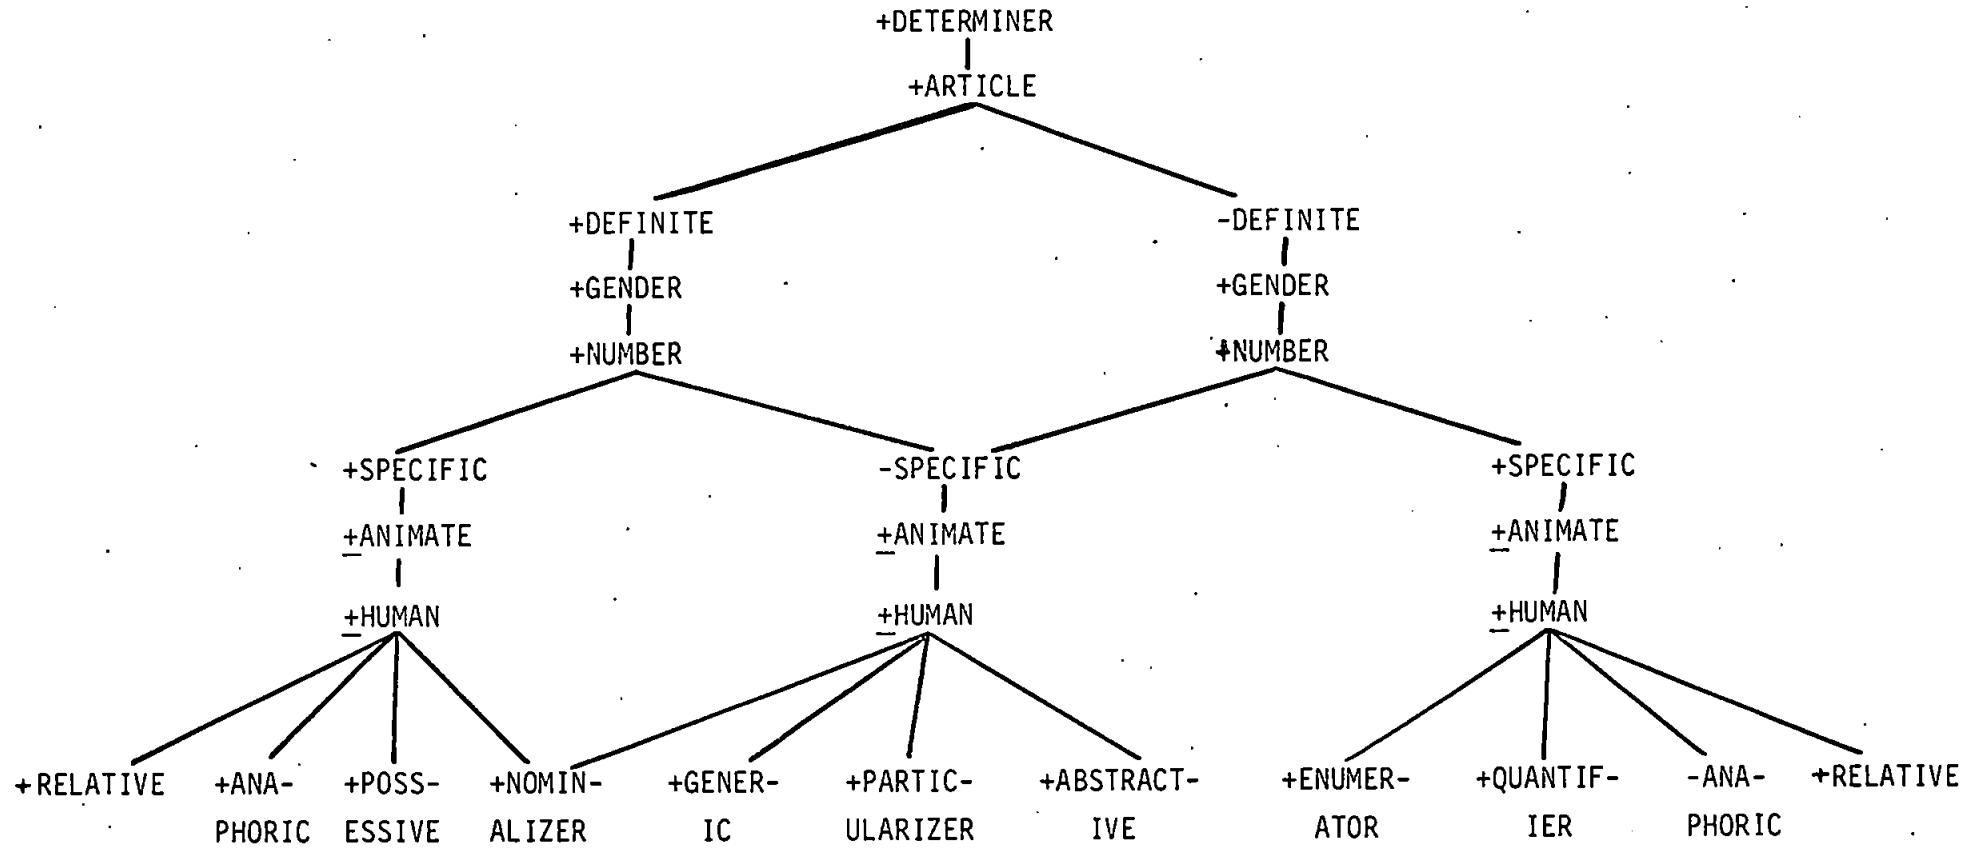 +DETERMINER
+ARTICLE
+DEFINITE -DEFINITE
+GENDER +GENDER
+NUMBER +NUMBER
+SPECIFIC -SPECIFIC +SPECIFIC
±ANIMATE ±ANIMATE ±ANIMATE
±HUMAN ±HUMAN ±HUMAN
+RELATIVE +ANA- +POSS- +NOMIN- +GENER- +PARTIC- +ABSTRACT- +ENUMER- +QUANTIF- -ANA- +RELATIVE
PHORIC ESSIVE ALIZER IC ULARIZER IVE ATOR IER PHORIC